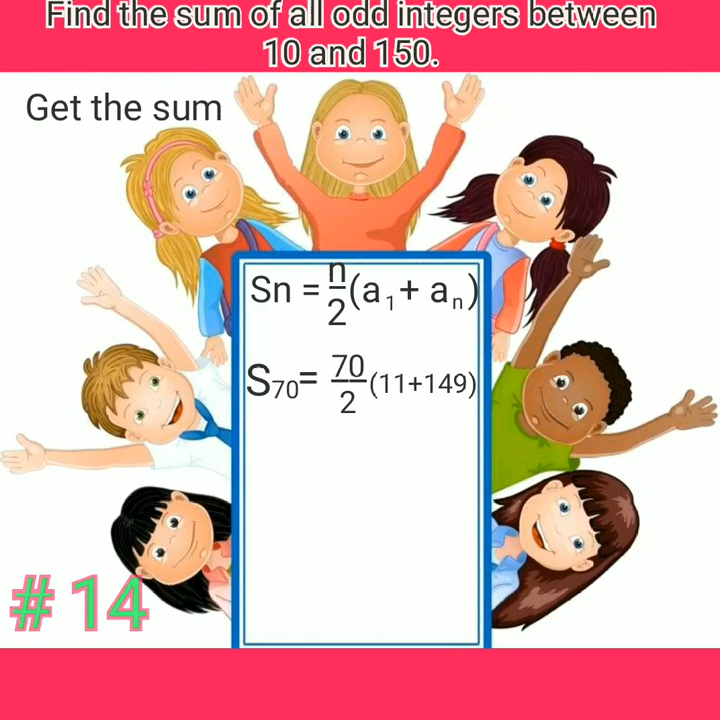 Find the sum of all odd integers between
10 and 150.
Get the sum
Sn = n/2(a₁+ aₙ)
S₇₀= 70/2(11+149)
# 14